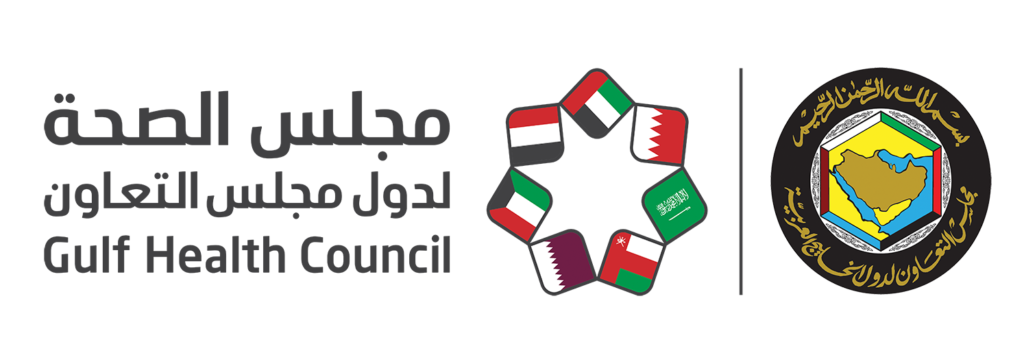 مجلس الصحة
لدول مجلس التعاون
Gulf Health Council
بسم الله الرحمن الرحيم
مجلس التعاون لدول الخليج العربية